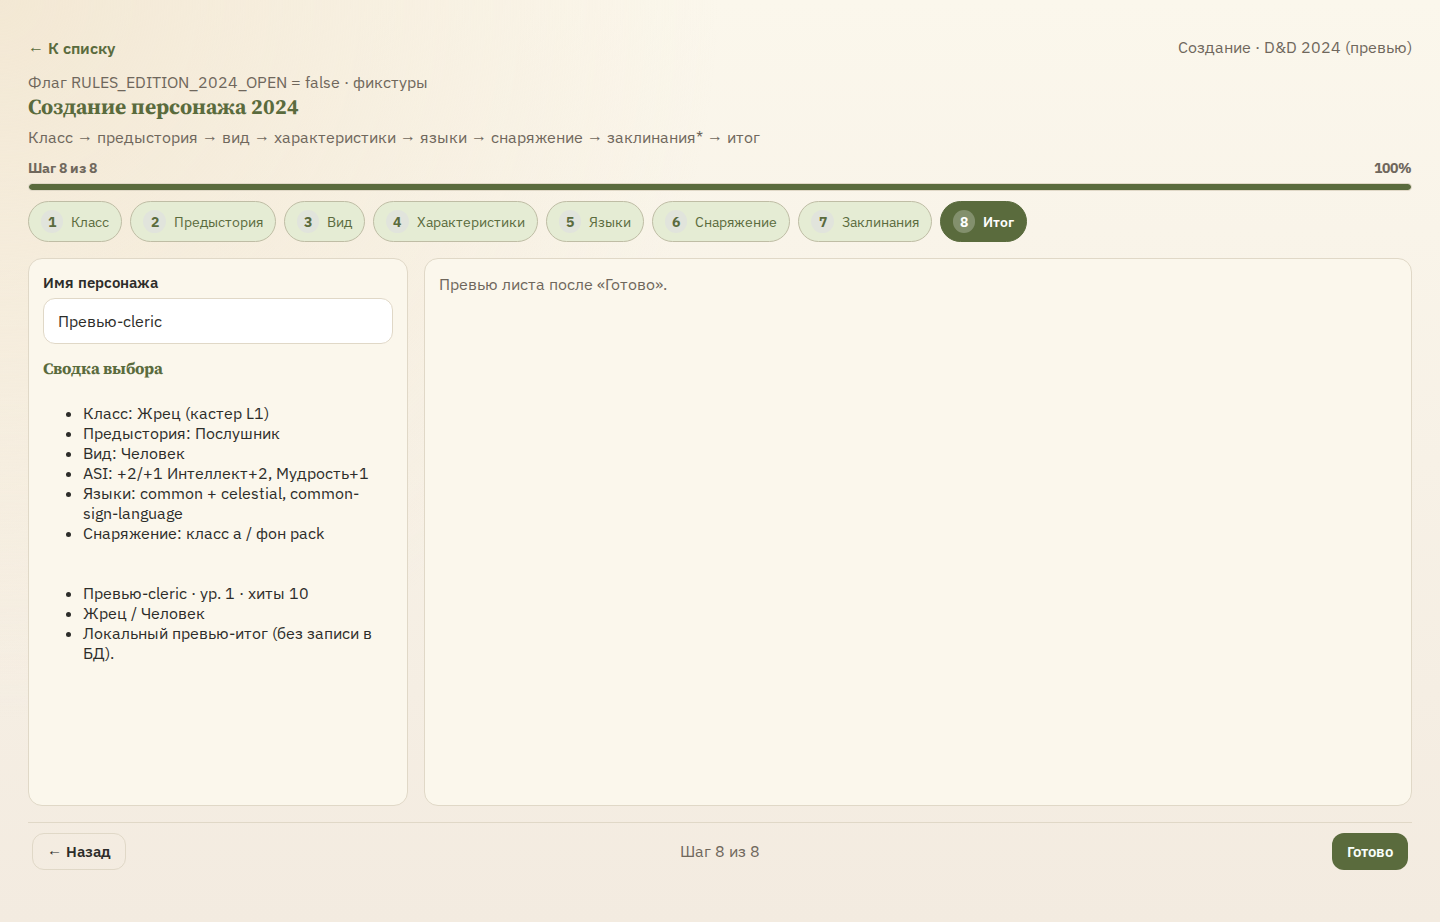 ← К списку
Создание · D&D 2024 (превью)
Флаг RULES_EDITION_2024_OPEN = false · фикстуры
Создание персонажа 2024
Класс → предыстория → вид → характеристики → языки → снаряжение → заклинания* → итог
Шаг 8 из 8
100%
1 Класс
2 Предыстория
3 Вид
4 Характеристики
5 Языки
6 Снаряжение
7 Заклинания
8 Итог
Имя персонажа
Превью-cleric
Сводка выбора
• Класс: Жрец (кастер L1)
• Предыстория: Послушник
• Вид: Человек
• ASI: +2/+1 Интеллект+2, Мудрость+1
• Языки: common + celestial, common-
sign-language
• Снаряжение: класс a / фон pack
• Превью-cleric · ур. 1 · хиты 10
• Жрец / Человек
• Локальный превью-итог (без записи в
БД).
Превью листа после «Готово».
← Назад
Шаг 8 из 8
Готово